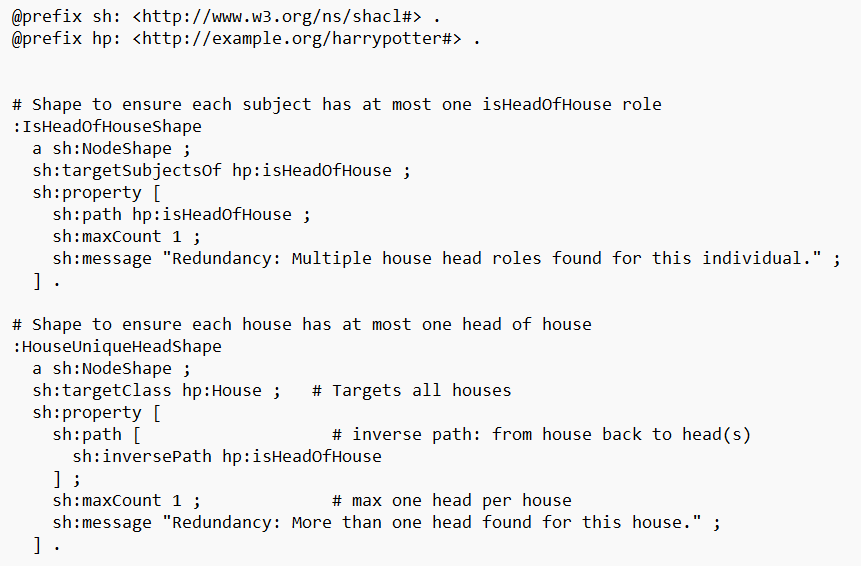 @prefix sh: <http://www.w3.org/ns/shacl#> .
@prefix hp: <http://example.org/harrypotter#> .
# Shape to ensure each subject has at most one isHeadOfHouse role
:IsHeadOfHouseShape
  a sh:NodeShape ;
  sh:targetSubjectsOf hp:isHeadOfHouse ;
  sh:property [
    sh:path hp:isHeadOfHouse ;
    sh:maxCount 1 ;
    sh:message "Redundancy: Multiple house head roles found for this individual." ;
  ] .
# Shape to ensure each house has at most one head of house
:HouseUniqueHeadShape
  a sh:NodeShape ;
  sh:targetClass hp:House ;   # Targets all houses
  sh:property [
    sh:path [                   # inverse path: from house back to head(s)
      sh:inversePath hp:isHeadOfHouse
    ] ;
    sh:maxCount 1 ;             # max one head per house
    sh:message "Redundancy: More than one head found for this house." ;
  ] .